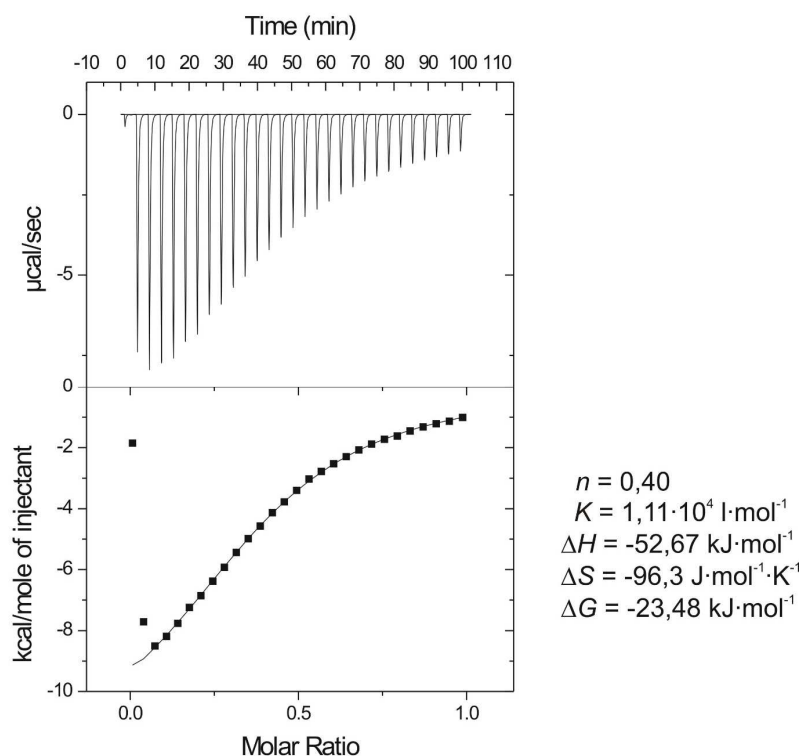 Time (min)
-10 0 10 20 30 40 50 60 70 80 90 100 110
0
-5
µcal/sec
0
-2
-4
-6
-8
-10
kcal/mole of injectant
0.0 0.5 1.0
Molar Ratio
n = 0,40
K = 1,11·10⁴ l·mol⁻¹
ΔH = -52,67 kJ·mol⁻¹
ΔS = -96,3 J·mol⁻¹·K⁻¹
ΔG = -23,48 kJ·mol⁻¹